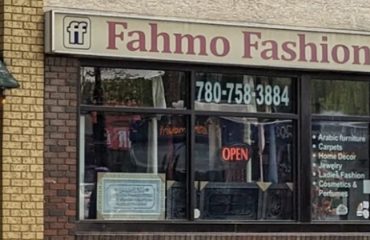 ff Fahmo Fashion
780-758-3884
OPEN
• Arabic furniture
• Carpets
• Home Decor
• Jewelry
• Ladies Fashion
• Cosmetics &
Perfumes